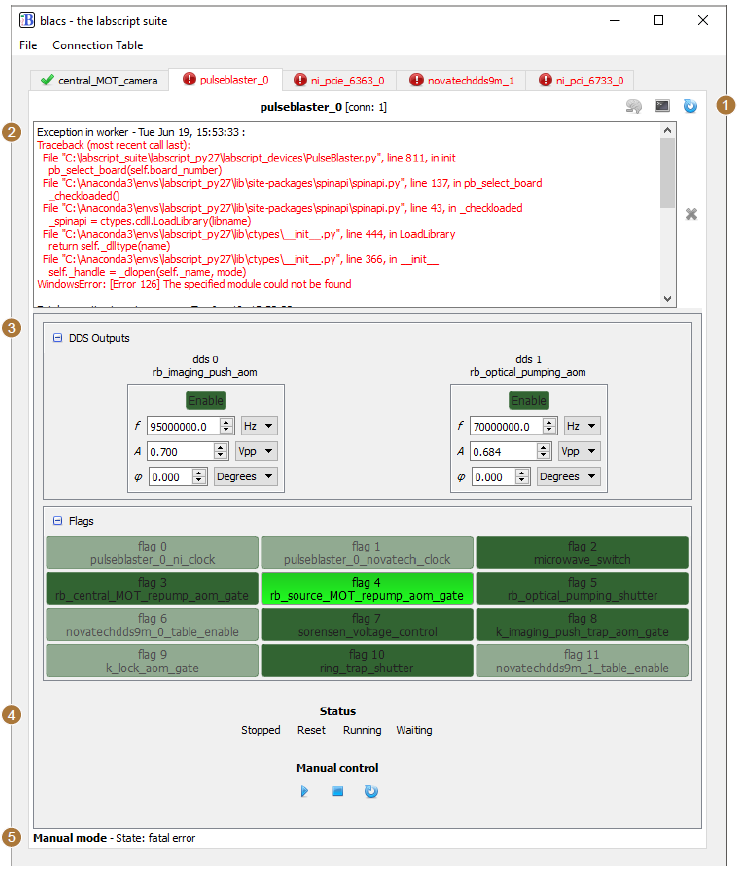 blacs - the labscript suite
File Connection Table
central_MOT_camera pulseblaster_0 ni_pcie_6363_0 novatechdds9m_1 ni_pci_6733_0
pulseblaster_0 [conn: 1]
1
2
Exception in worker - Tue Jun 19, 15:53:33 :
Traceback (most recent call last):
File "C:\labscript_suite\labscript_py27\labscript_devices\PulseBlaster.py", line 811, in init
pb_select_board(self.board_number)
File "C:\Anaconda3\envs\labscript_py27\lib\site-packages\spinapi\spinapi.py", line 137, in pb_select_board
_checkloaded()
File "C:\Anaconda3\envs\labscript_py27\lib\site-packages\spinapi\spinapi.py", line 43, in _checkloaded
_spinapi = ctypes.cdll.LoadLibrary(libname)
File "C:\Anaconda3\envs\labscript_py27\lib\ctypes\__init__.py", line 444, in LoadLibrary
return self._dlltype(name)
File "C:\Anaconda3\envs\labscript_py27\lib\ctypes\__init__.py", line 366, in __init__
self._handle = _dlopen(self._name, mode)
WindowsError: [Error 126] The specified module could not be found
3
DDS Outputs
dds 0
rb_imaging_push_aom
Enable
f 95000000.0 Hz
A 0.700 Vpp
φ 0.000 Degrees
dds 1
rb_optical_pumping_aom
Enable
f 70000000.0 Hz
A 0.684 Vpp
φ 0.000 Degrees
Flags
flag 0
pulseblaster_0_ni_clock
flag 1
pulseblaster_0_novatech_clock
flag 2
microwave_switch
flag 3
rb_central_MOT_repump_aom_gate
flag 4
rb_source_MOT_repump_aom_gate
flag 5
rb_optical_pumping_shutter
flag 6
novatechdds9m_0_table_enable
flag 7
sorensen_voltage_control
flag 8
k_imaging_push_trap_aom_gate
flag 9
k_lock_aom_gate
flag 10
ring_trap_shutter
flag 11
novatechdds9m_1_table_enable
4
Status
Stopped Reset Running Waiting
Manual control
5
Manual mode - State: fatal error